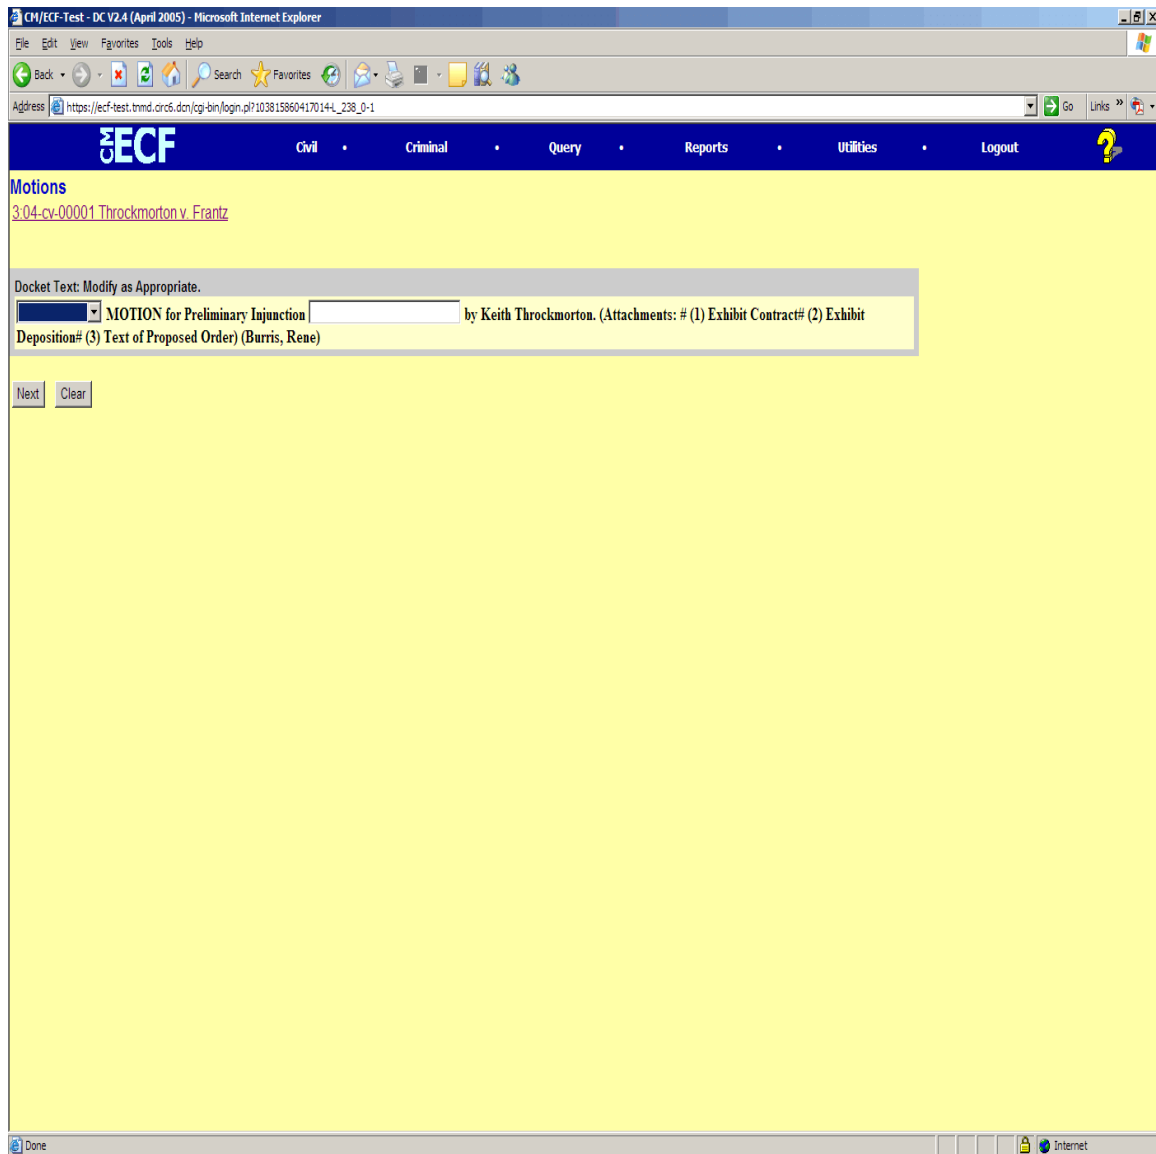 CM/ECF-Test - DC V2.4 (April 2005) - Microsoft Internet Explorer
File Edit View Favorites Tools Help
Back Search Favorites
Address https://ecf-test.tnmd.circ6.dcn/cgi-bin/login.pl?103815860417014-L_238_0-1 Go Links »
CM ECF Civil • Criminal • Query • Reports • Utilities • Logout ?
Motions
3:04-cv-00001 Throckmorton v. Frantz
Docket Text: Modify as Appropriate.
MOTION for Preliminary Injunction by Keith Throckmorton. (Attachments: # (1) Exhibit Contract# (2) Exhibit
Deposition# (3) Text of Proposed Order) (Burris, Rene)
Next Clear
Done Internet